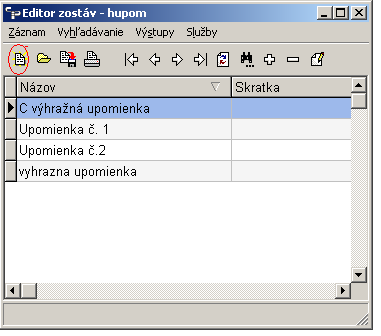 Editor zostáv - hupom
Záznam Vyhľadávanie Výstupy Služby
Názov Skratka
C výhražná upomienka
Upomienka č. 1
Upomienka č.2
vyhrazna upomienka